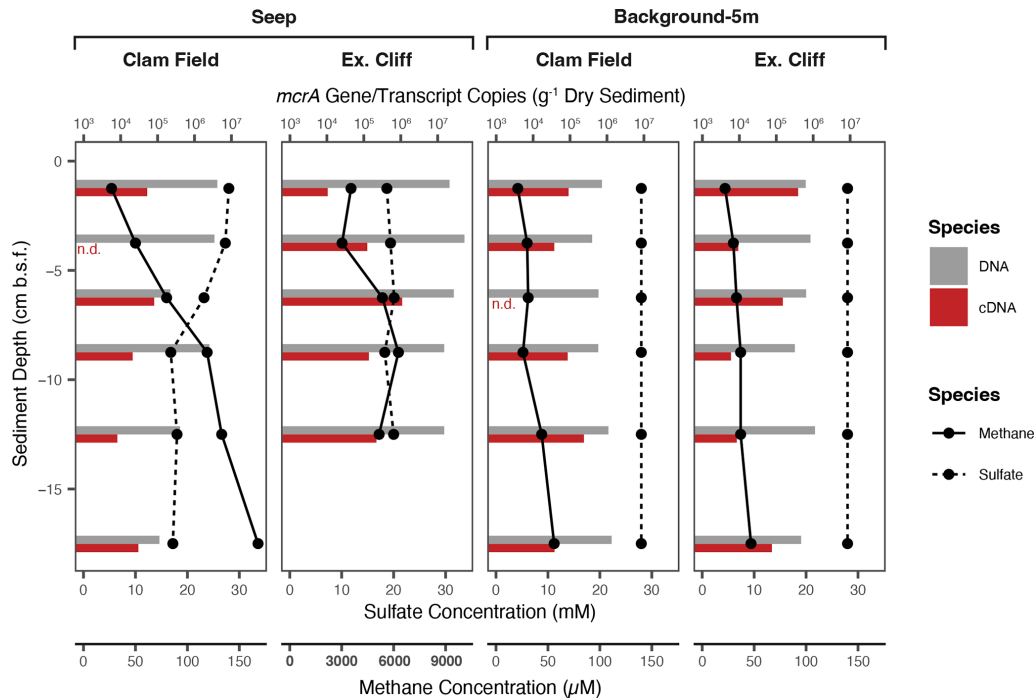 Seep Background-5m
Clam Field Ex. Cliff Clam Field Ex. Cliff
mcrA Gene/Transcript Copies (g⁻¹ Dry Sediment)
10³ 10⁴ 10⁵ 10⁶ 10⁷ 10³ 10⁴ 10⁵ 10⁶ 10⁷ 10³ 10⁴ 10⁵ 10⁶ 10⁷ 10³ 10⁴ 10⁵ 10⁶ 10⁷
Sediment Depth (cm b.s.f.)
0
−5
−10
−15
n.d.
n.d.
0 10 20 30 0 10 20 30 0 10 20 30 0 10 20 30
Sulfate Concentration (mM)
0 50 100 150 0 3000 6000 9000 0 50 100 150 0 50 100 150
Methane Concentration (µM)
Species
DNA
cDNA
Species
Methane
Sulfate